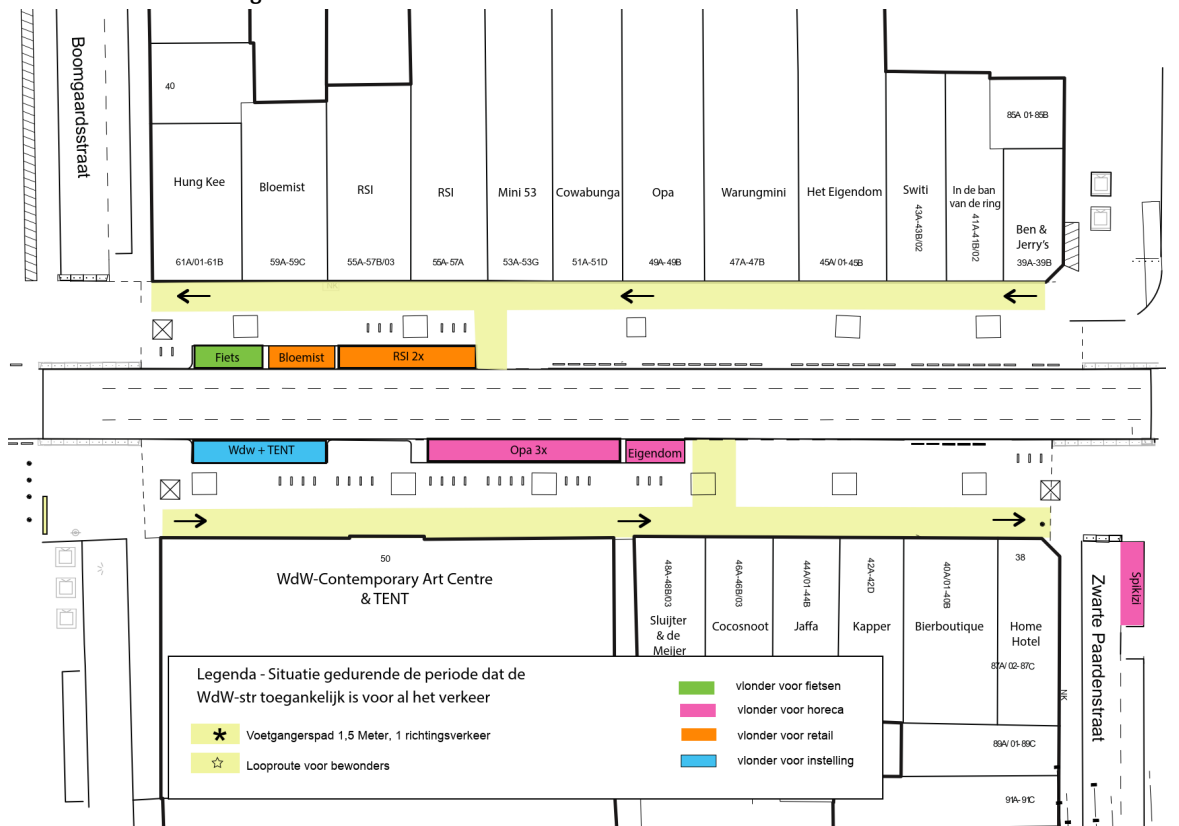 g
Boomgaardsstraat
40
85A 01-85B
Hung Kee
Bloemist
RSI
RSI
Mini 53
Cowabunga
Opa
Warungmini
Het Eigendom
Switi
43A-43B/02
In de ban
van de ring
41A-41B/02
Ben &
Jerry's
61A/01-61B
59A-59C
55A-57B/03
55A-57A
53A-53G
51A-51D
49A-49B
47A-47B
45A/ 01-45B
39A-39B
NK
Fiets
Bloemist
RSI 2x
Wdw + TENT
Opa 3x
Eigendom
50
WdW-Contemporary Art Centre
& TENT
48A-48B/03
Sluijter
& de
Meijer
46A-46B/03
Cocosnoot
44A/01-44B
Jaffa
42A-42D
Kapper
40A/01-40B
Bierboutique
38
Home
Hotel
87A/ 02-87C
NK
Zwarte Paardenstraat
Spikizi
89A/ 01-89C
91A-91C
Legenda - Situatie gedurende de periode dat de
WdW-str toegankelijk is voor al het verkeer
Voetgangerspad 1,5 Meter, 1 richtingsverkeer
Looproute voor bewonders
vlonder voor fietsen
vlonder voor horeca
vlonder voor retail
vlonder voor instelling